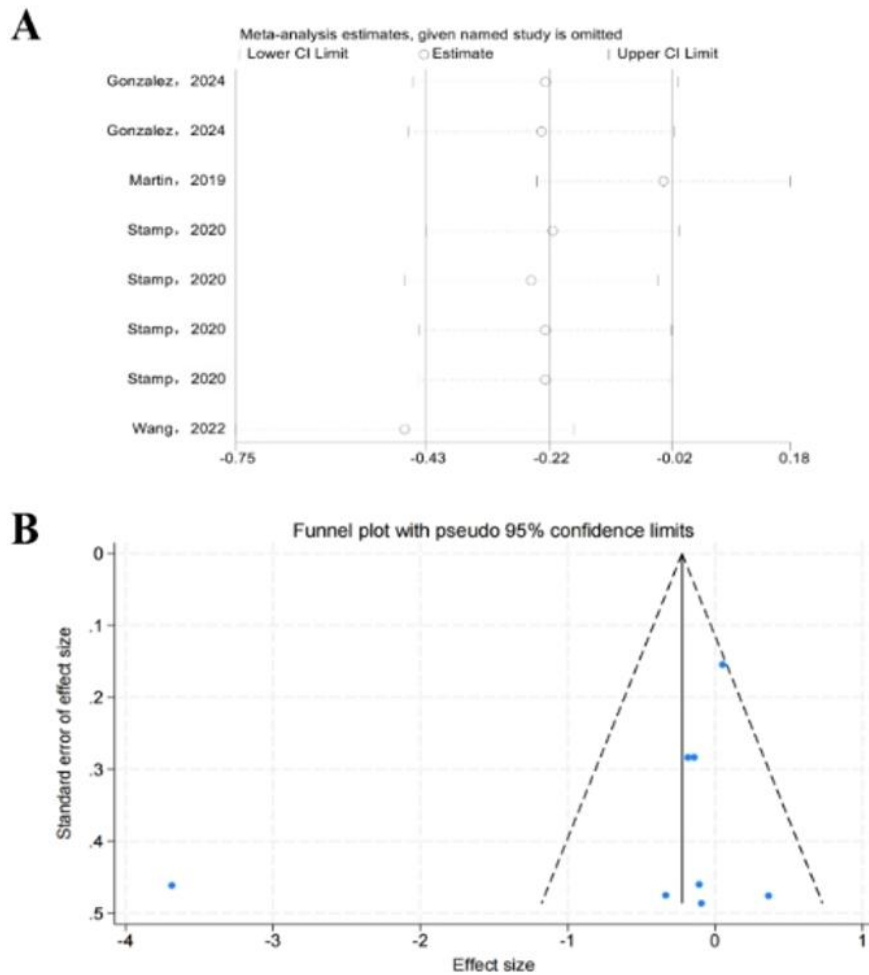 A
Meta-analysis estimates, given named study is omitted
Lower CI Limit Estimate Upper CI Limit
Gonzalez, 2024
Gonzalez, 2024
Martin, 2019
Stamp, 2020
Stamp, 2020
Stamp, 2020
Stamp, 2020
Wang, 2022
-0.75 -0.43 -0.22 -0.02 0.18
B
Funnel plot with pseudo 95% confidence limits
Standard error of effect size
0
.1
.2
.3
.4
.5
-4 -3 -2 -1 0 1
Effect size